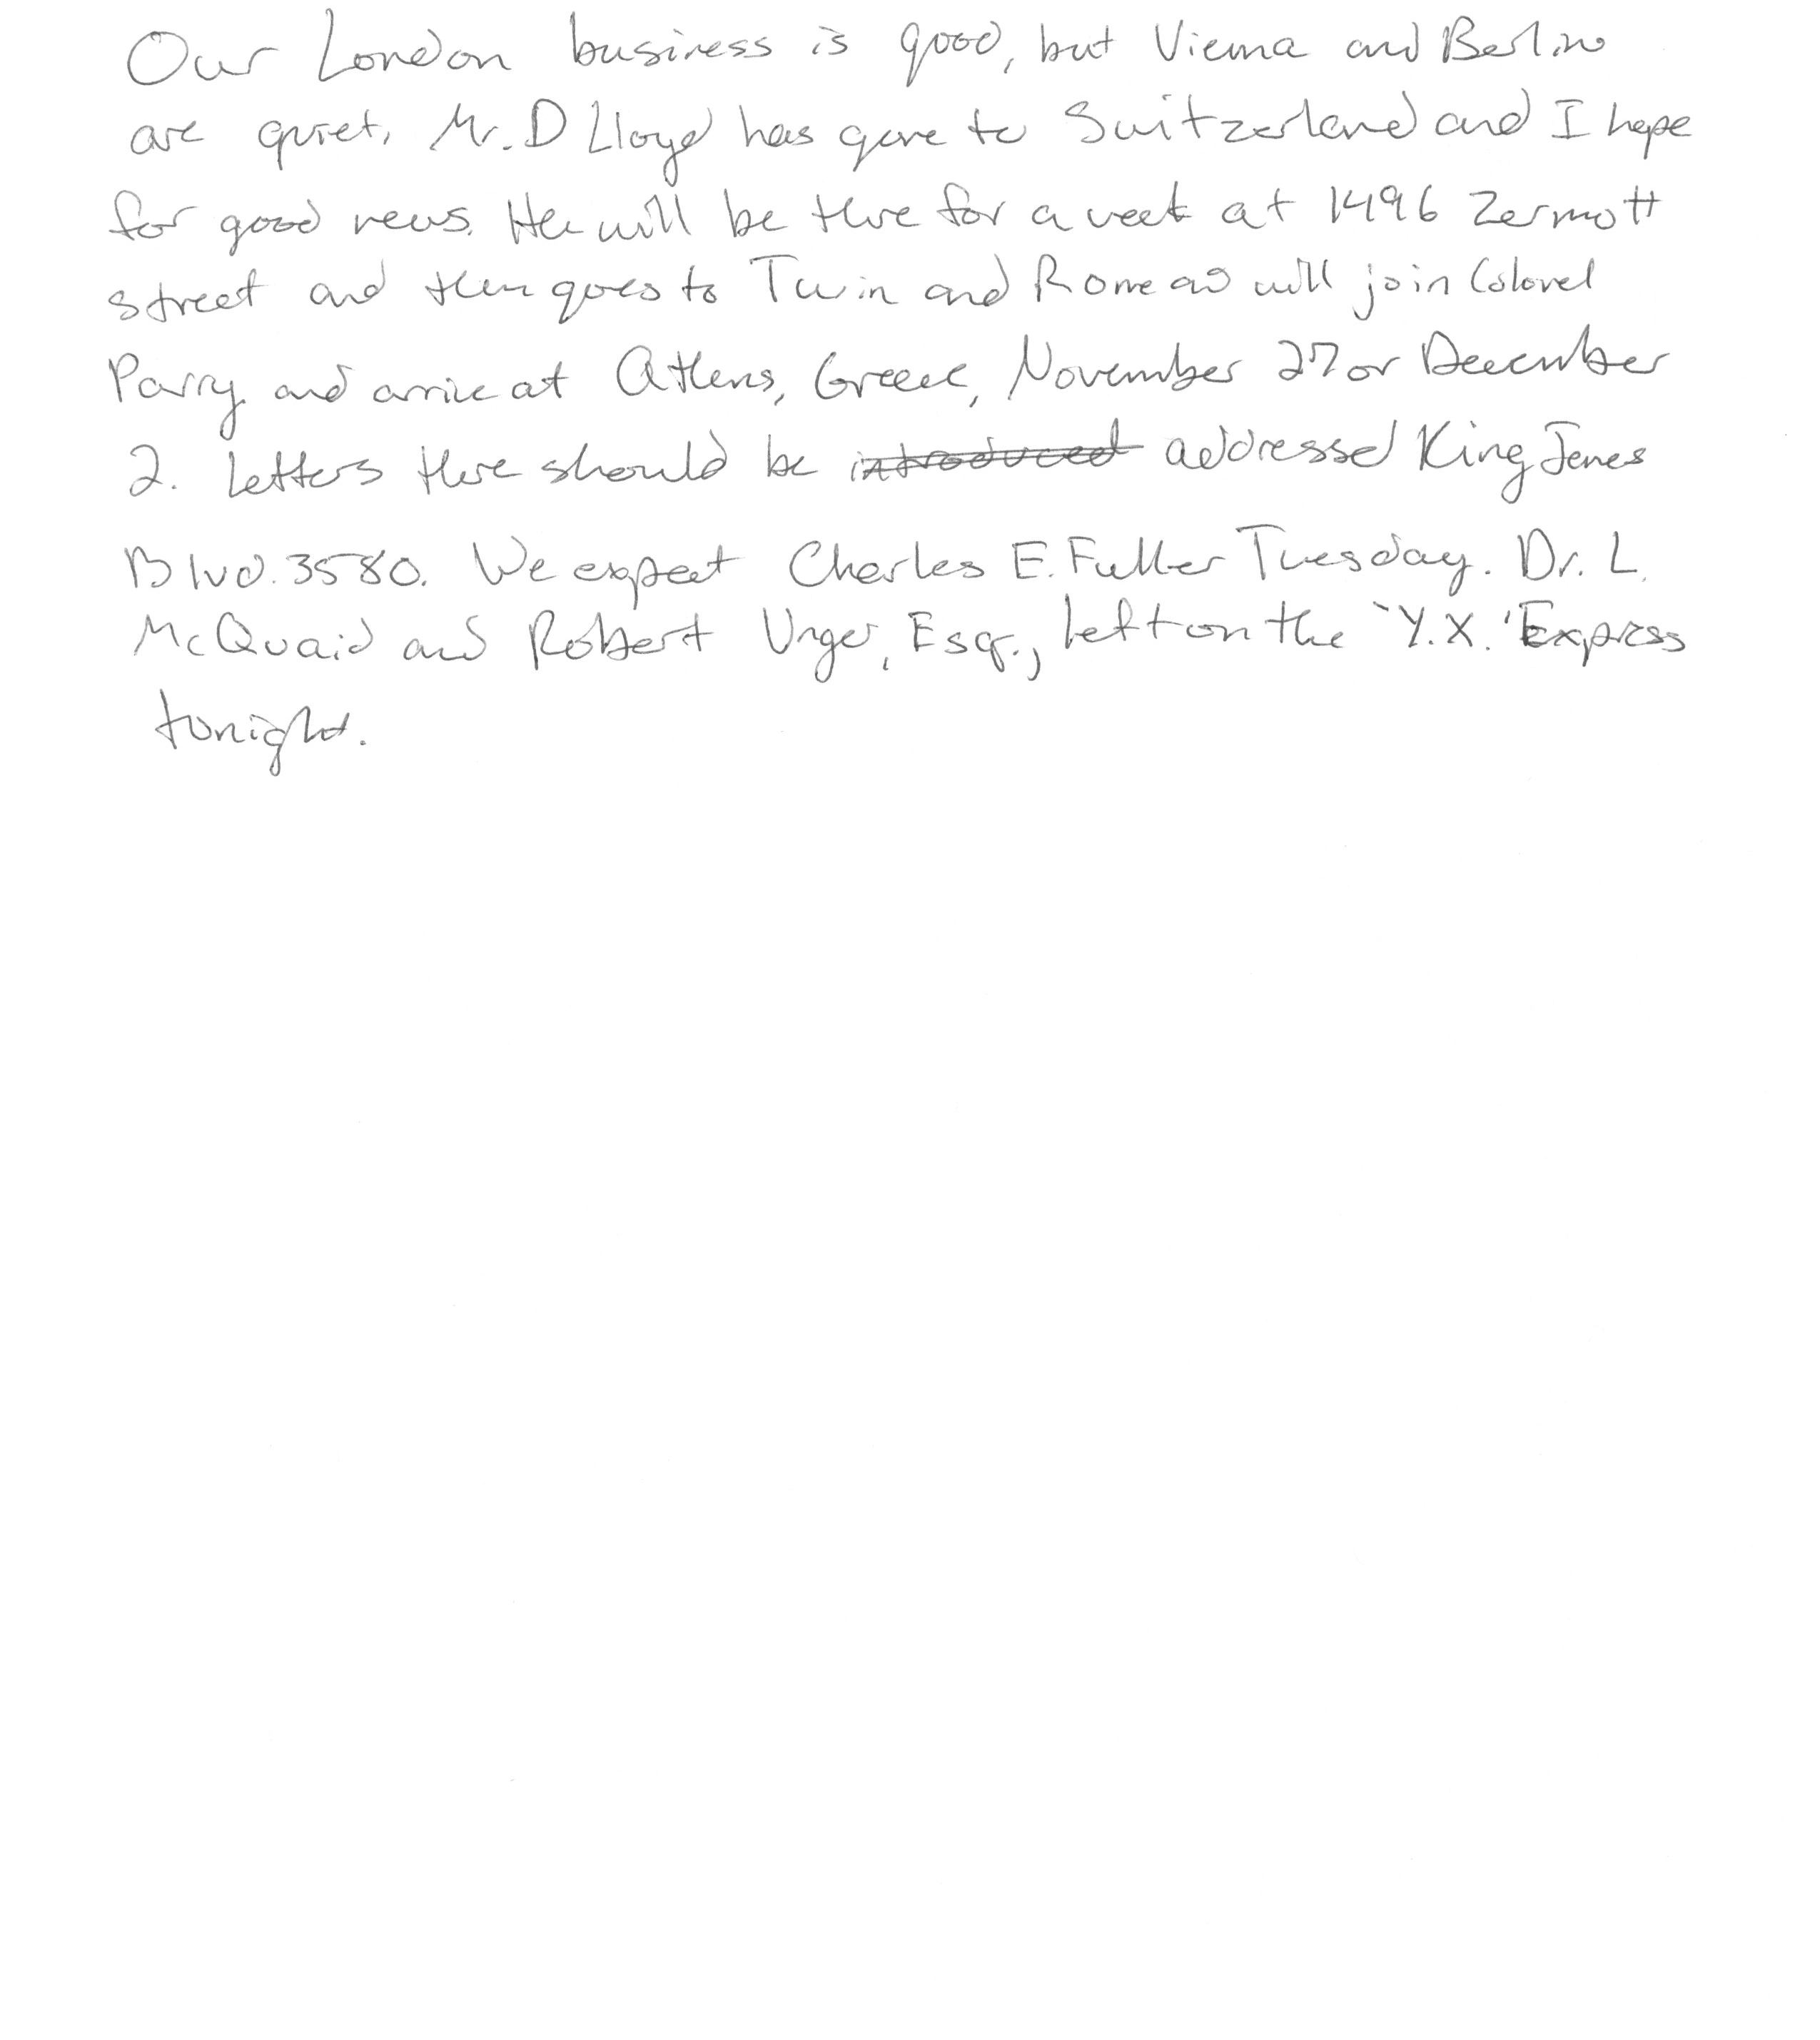 Our London business is good, but Vienna and Berlin
are quiet. Mr. D Lloyd has gone to Switzerland and I hope
for good news. He will be there for a week at 1496 Zermott
street and then goes to Turin and Rome and will join Colonel
Parry and arrive at Athens, Greece, November 27 or December
2. Letters there should be introduced addressed King James
Blvd. 3580. We expect Charles E. Fuller Tuesday. Dr. L.
McQuaid and Robert Unger, Esq., left on the 'Y.X.' Express
tonight.